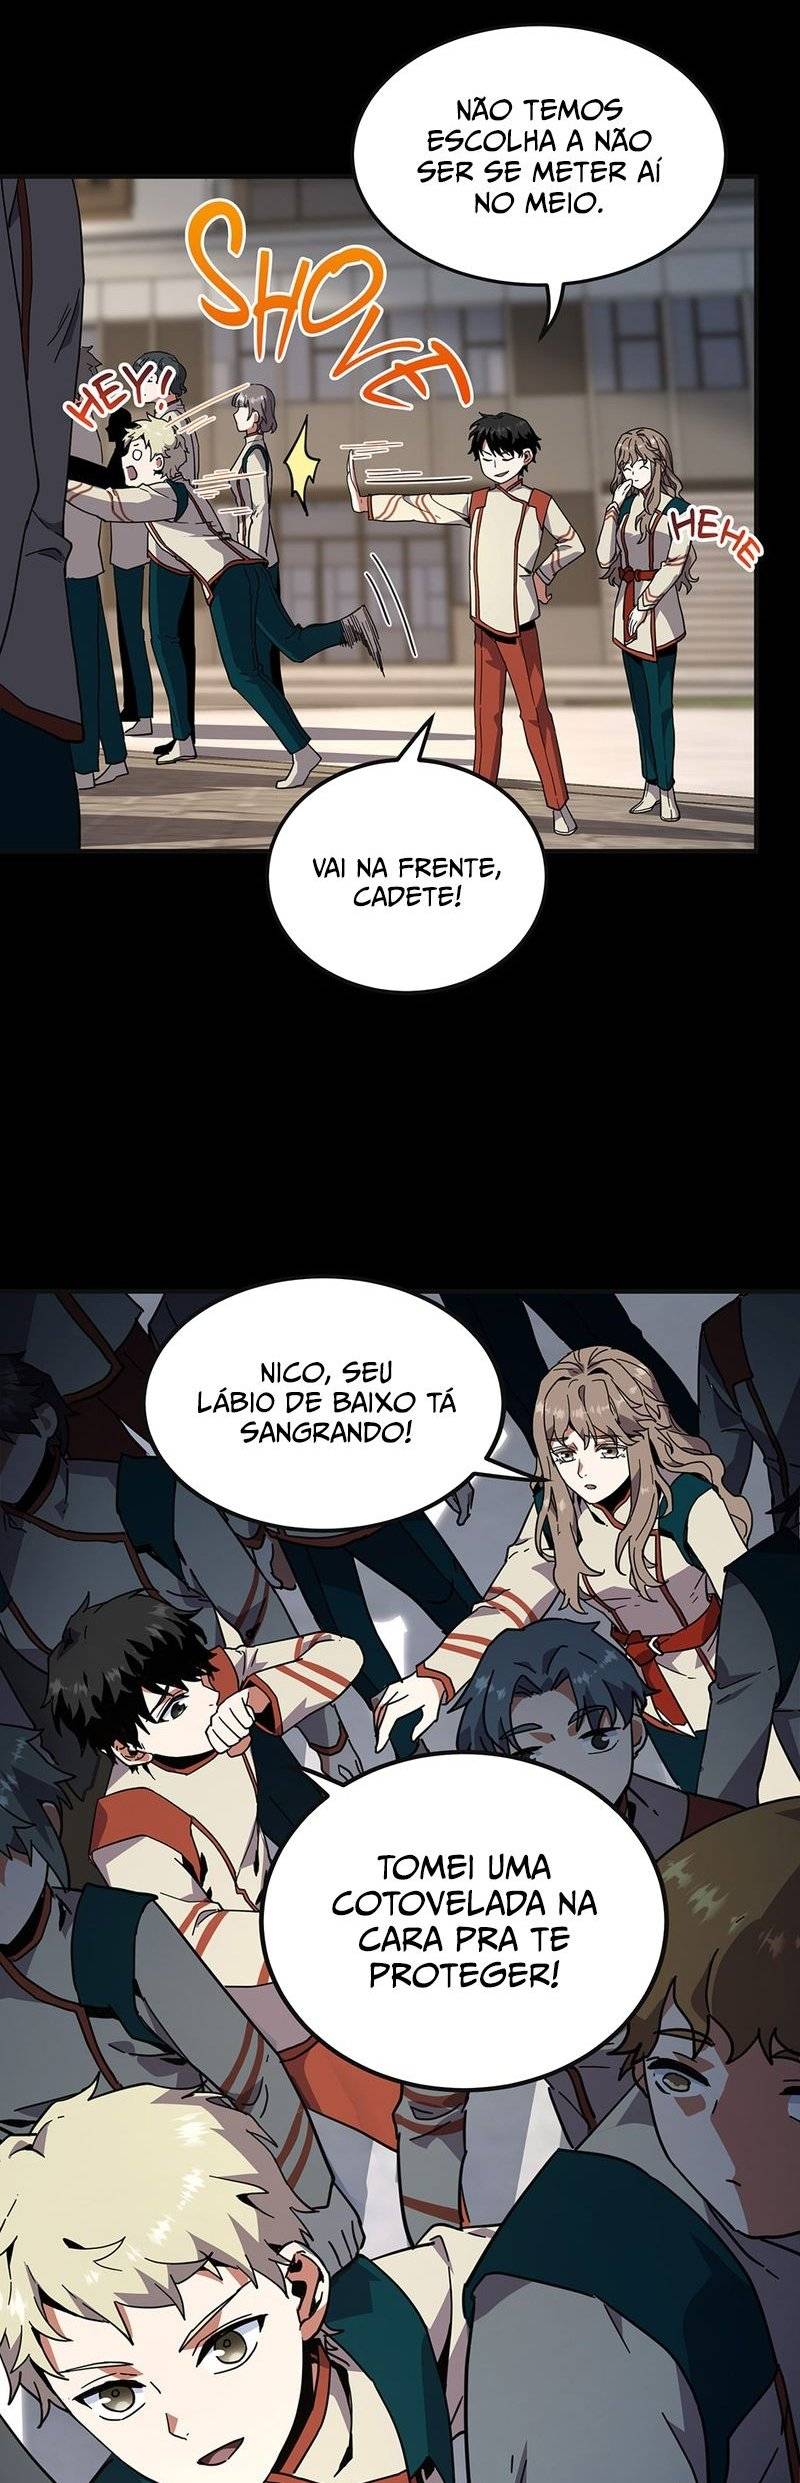 NÃO TEMOS
ESCOLHA A NÃO
SER SE METER AÍ
NO MEIO.
SHOVE
HEY!
HEHE
VAI NA FRENTE,
CADETE!
NICO, SEU
LÁBIO DE BAIXO TÁ
SANGRANDO!
TOMEI UMA
COTOVELADA NA
CARA PRA TE
PROTEGER!